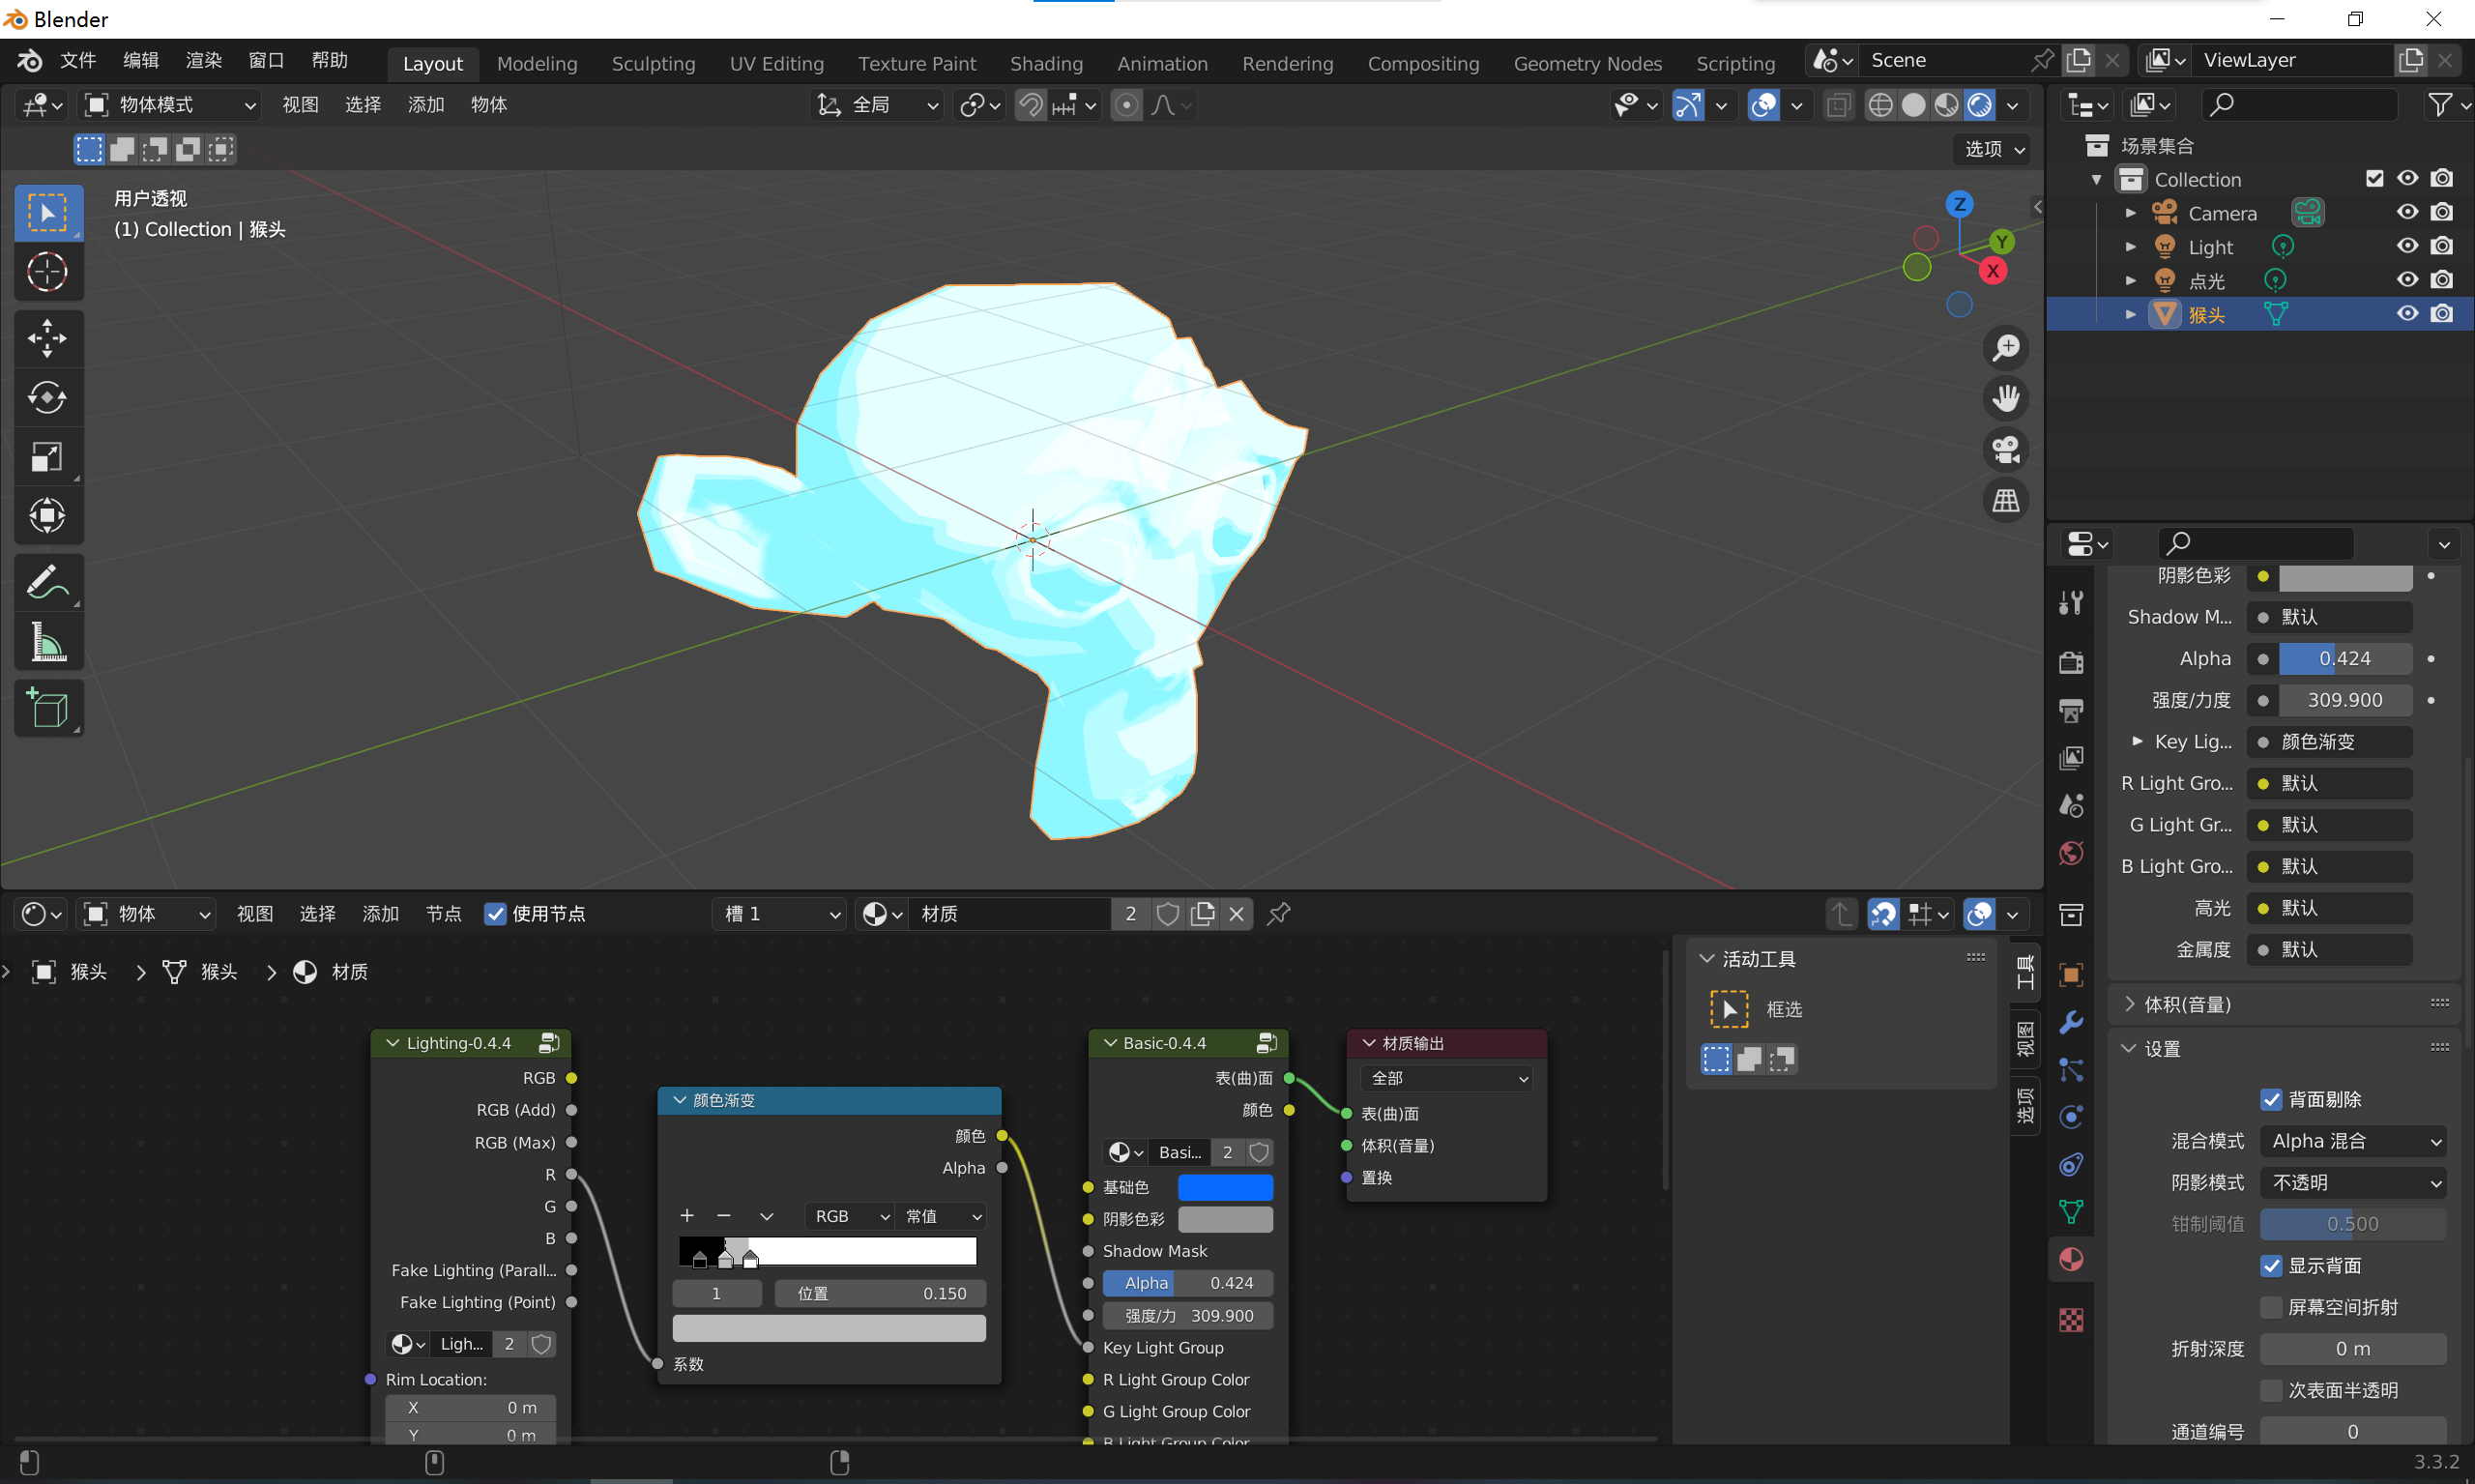 Blender
文件 编辑 渲染 窗口 帮助 Layout Modeling Sculpting UV Editing Texture Paint Shading Animation Rendering Compositing Geometry Nodes Scripting Scene ViewLayer
物体模式 视图 选择 添加 物体 全局
选项
用户透视
(1) Collection | 猴头
Z
Y
X
场景集合
Collection
Camera
Light
点光
猴头
阴影色彩
Shadow M... 默认
Alpha 0.424
强度/力度 309.900
Key Lig... 颜色渐变
R Light Gro... 默认
G Light Gr... 默认
B Light Gro... 默认
高光 默认
金属度 默认
体积(音量)
设置
背面剔除
混合模式 Alpha 混合
阴影模式 不透明
钳制阈值 0.500
显示背面
屏幕空间折射
折射深度 0 m
次表面半透明
通道编号 0
物体 视图 选择 添加 节点 使用节点 槽 1 材质 2
猴头 猴头 材质
活动工具
框选
工具
视图
选项
Lighting-0.4.4
RGB
RGB (Add)
RGB (Max)
R
G
B
Fake Lighting (Parall...
Fake Lighting (Point)
Ligh... 2
Rim Location:
X 0 m
Y 0 m
颜色渐变
颜色
Alpha
RGB 常值
1 位置 0.150
系数
Basic-0.4.4
表(曲)面
颜色
Basi... 2
基础色
阴影色彩
Shadow Mask
Alpha 0.424
强度/力 309.900
Key Light Group
R Light Group Color
G Light Group Color
B Light Group Color
材质输出
全部
表(曲)面
体积(音量)
置换
3.3.2